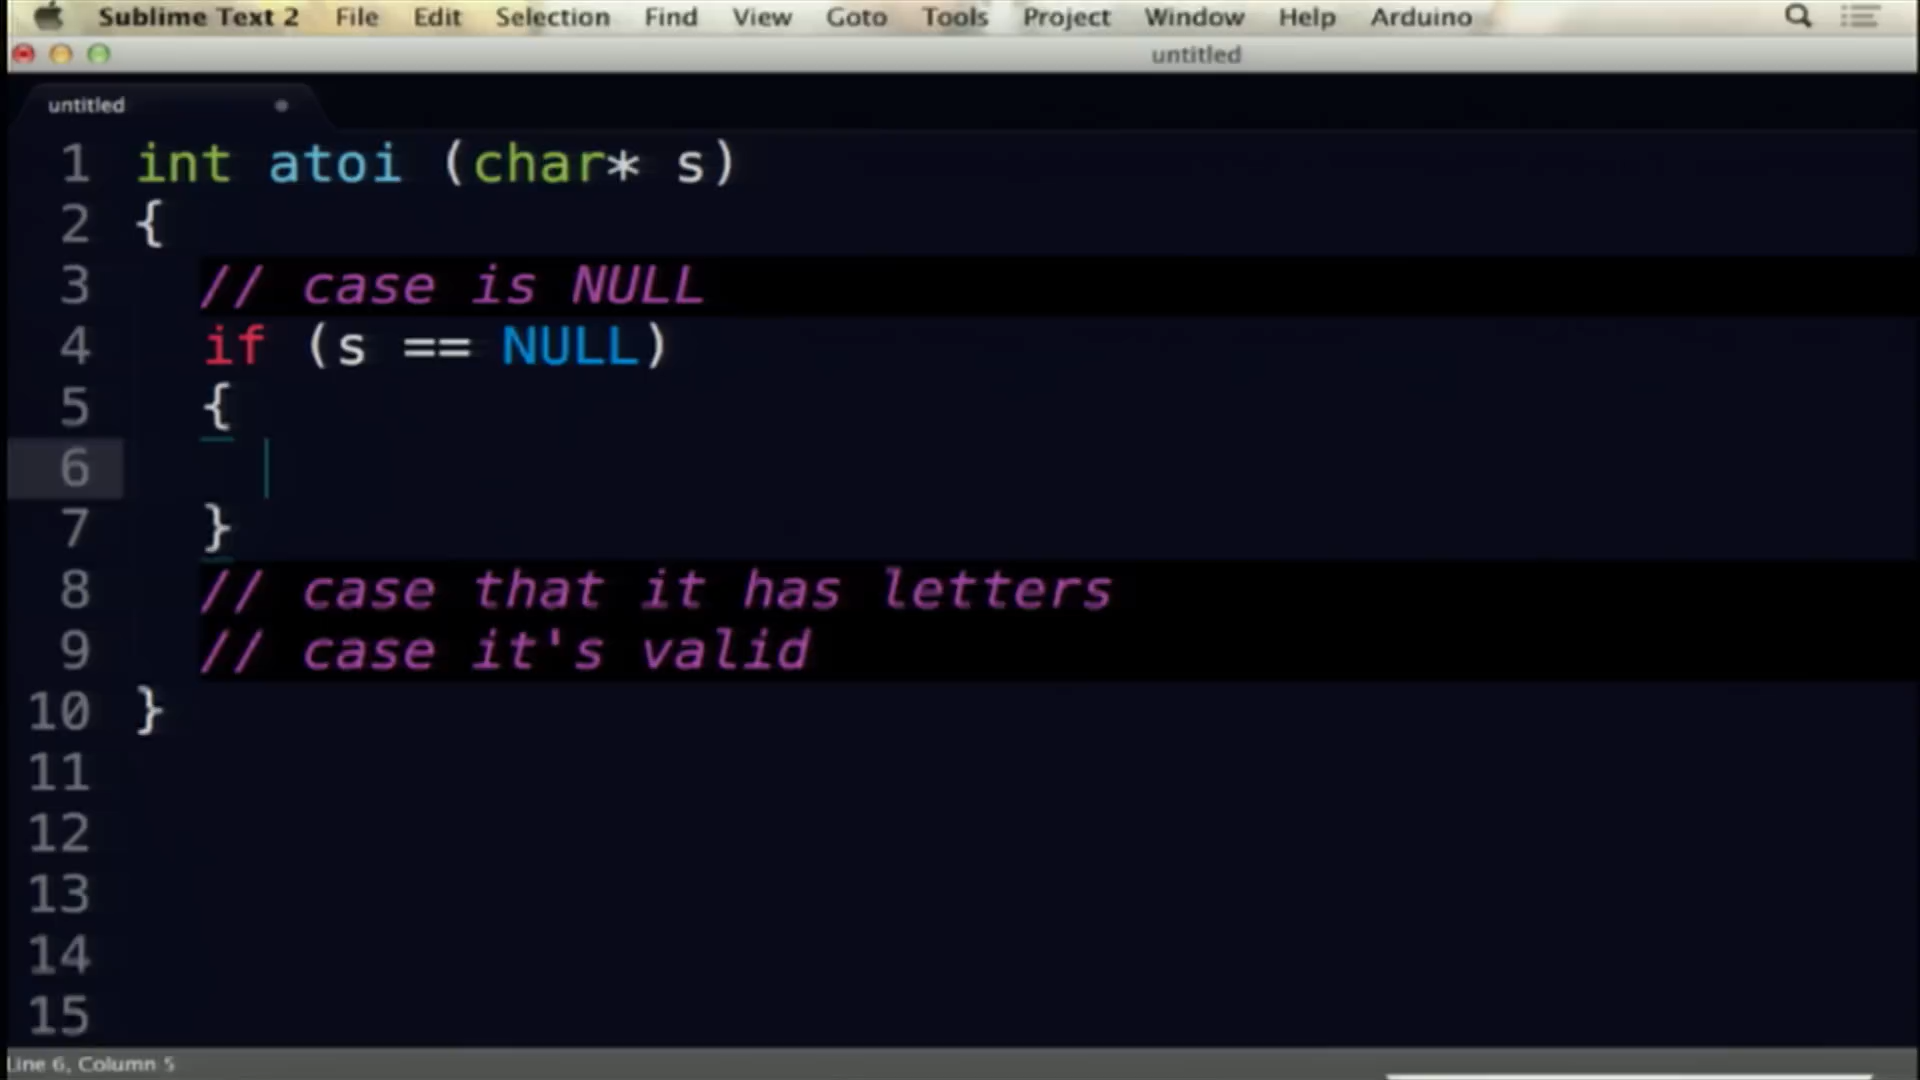 Sublime Text 2 File Edit Selection Find View Goto Tools Project Window Help Arduino
untitled
untitled
1 int atoi (char* s)
2 {
3 // case is NULL
4 if (s == NULL)
5 {
6
7 }
8 // case that it has letters
9 // case it's valid
10 }
11
12
13
14
15
Line 6, Column 5